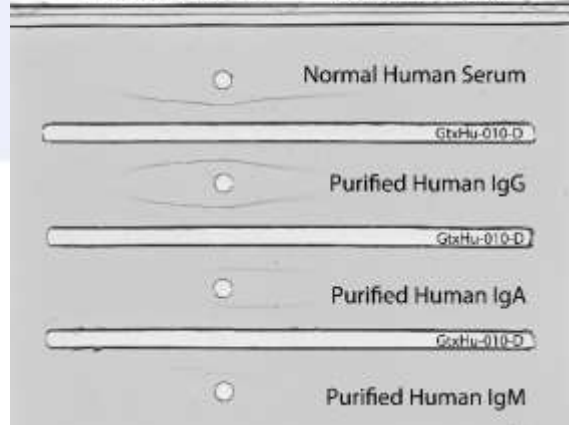 Normal Human Serum
GtxHu-010-D
Purified Human IgG
GtxHu-010-D
Purified Human IgA
GtxHu-010-D
Purified Human IgM